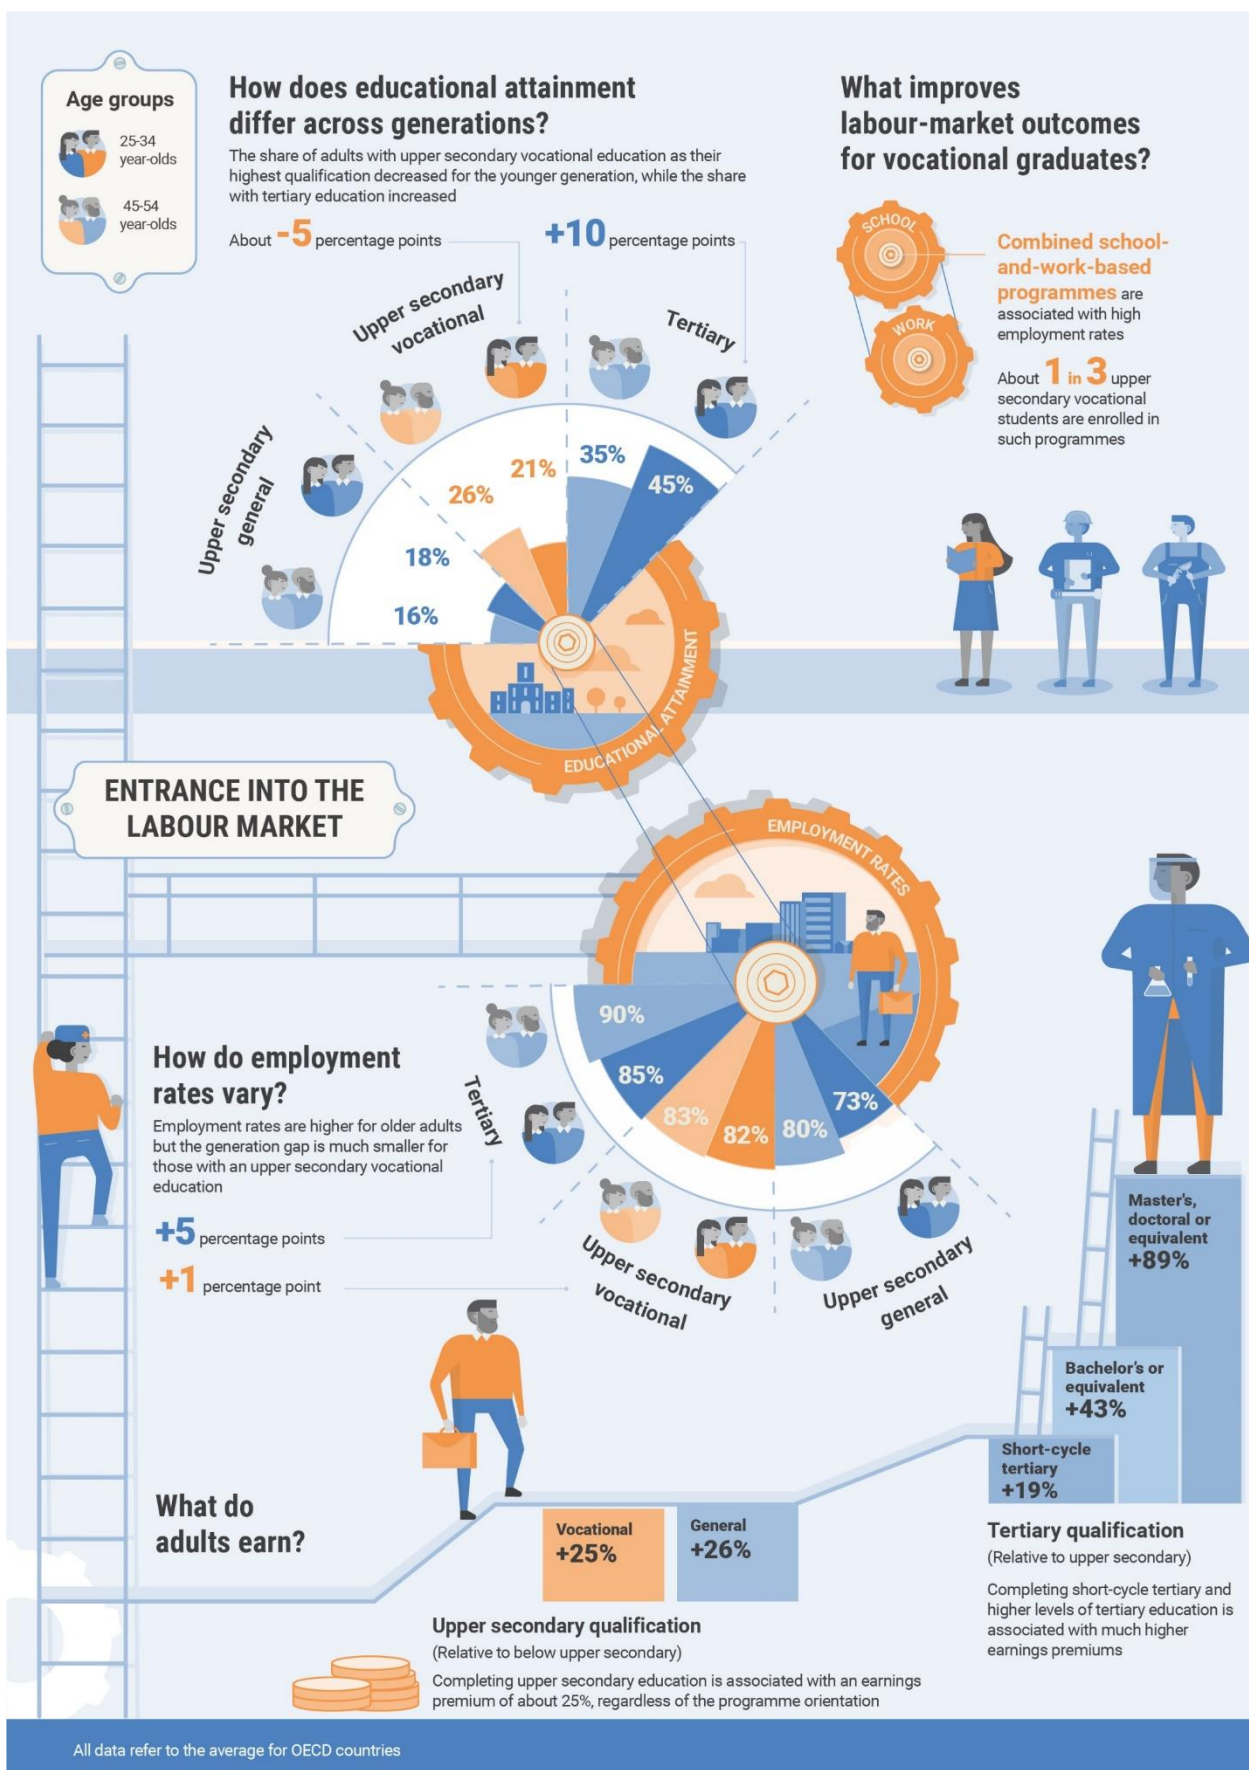 Age groups
25-34
year-olds
45-54
year-olds
How does educational attainment
differ across generations?
The share of adults with upper secondary vocational education as their
highest qualification decreased for the younger generation, while the share
with tertiary education increased
About -5 percentage points
+10 percentage points
Upper secondary
general
Upper secondary
vocational
Tertiary
16%
18%
26%
21%
35%
45%
EDUCATIONAL ATTAINMENT
What improves
labour-market outcomes
for vocational graduates?
SCHOOL
WORK
Combined school-
and-work-based
programmes are
associated with high
employment rates
About 1 in 3 upper
secondary vocational
students are enrolled in
such programmes
ENTRANCE INTO THE
LABOUR MARKET
EMPLOYMENT RATES
90%
85%
83%
82%
80%
73%
How do employment
rates vary?
Employment rates are higher for older adults
but the generation gap is much smaller for
those with an upper secondary vocational
education
+5 percentage points
+1 percentage point
Tertiary
Upper secondary
vocational
Upper secondary
general
What do
adults earn?
Vocational
+25%
General
+26%
Upper secondary qualification
(Relative to below upper secondary)
Completing upper secondary education is associated with an earnings
premium of about 25%, regardless of the programme orientation
Master's,
doctoral or
equivalent
+89%
Bachelor's or
equivalent
+43%
Short-cycle
tertiary
+19%
Tertiary qualification
(Relative to upper secondary)
Completing short-cycle tertiary and
higher levels of tertiary education is
associated with much higher
earnings premiums
All data refer to the average for OECD countries